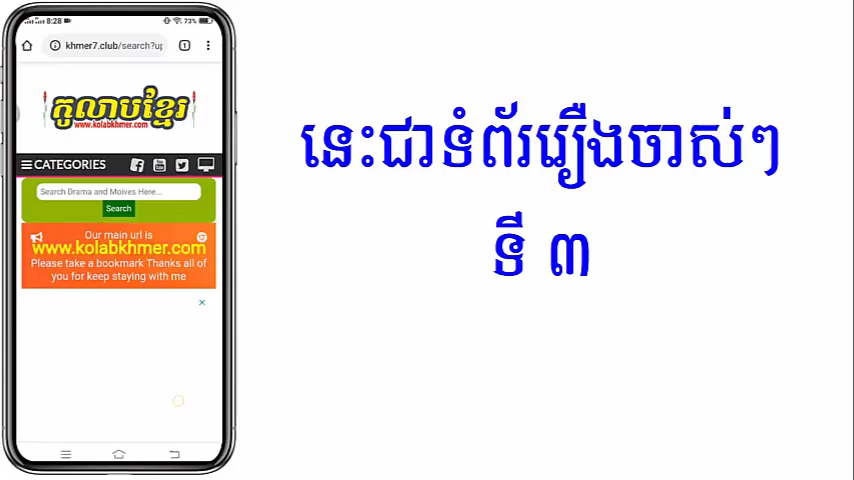 8:28
73%
khmer7.club/search?up
1
កូលាបខ្មែរ
www.kolabkhmer.com
CATEGORIES
Search Drama and Moives Here...
Search
Our main url is
www.kolabkhmer.com
Please take a bookmark Thanks all of
you for keep staying with me
នេះជាទំព័ររឿងចាស់ៗ
ទី ៣